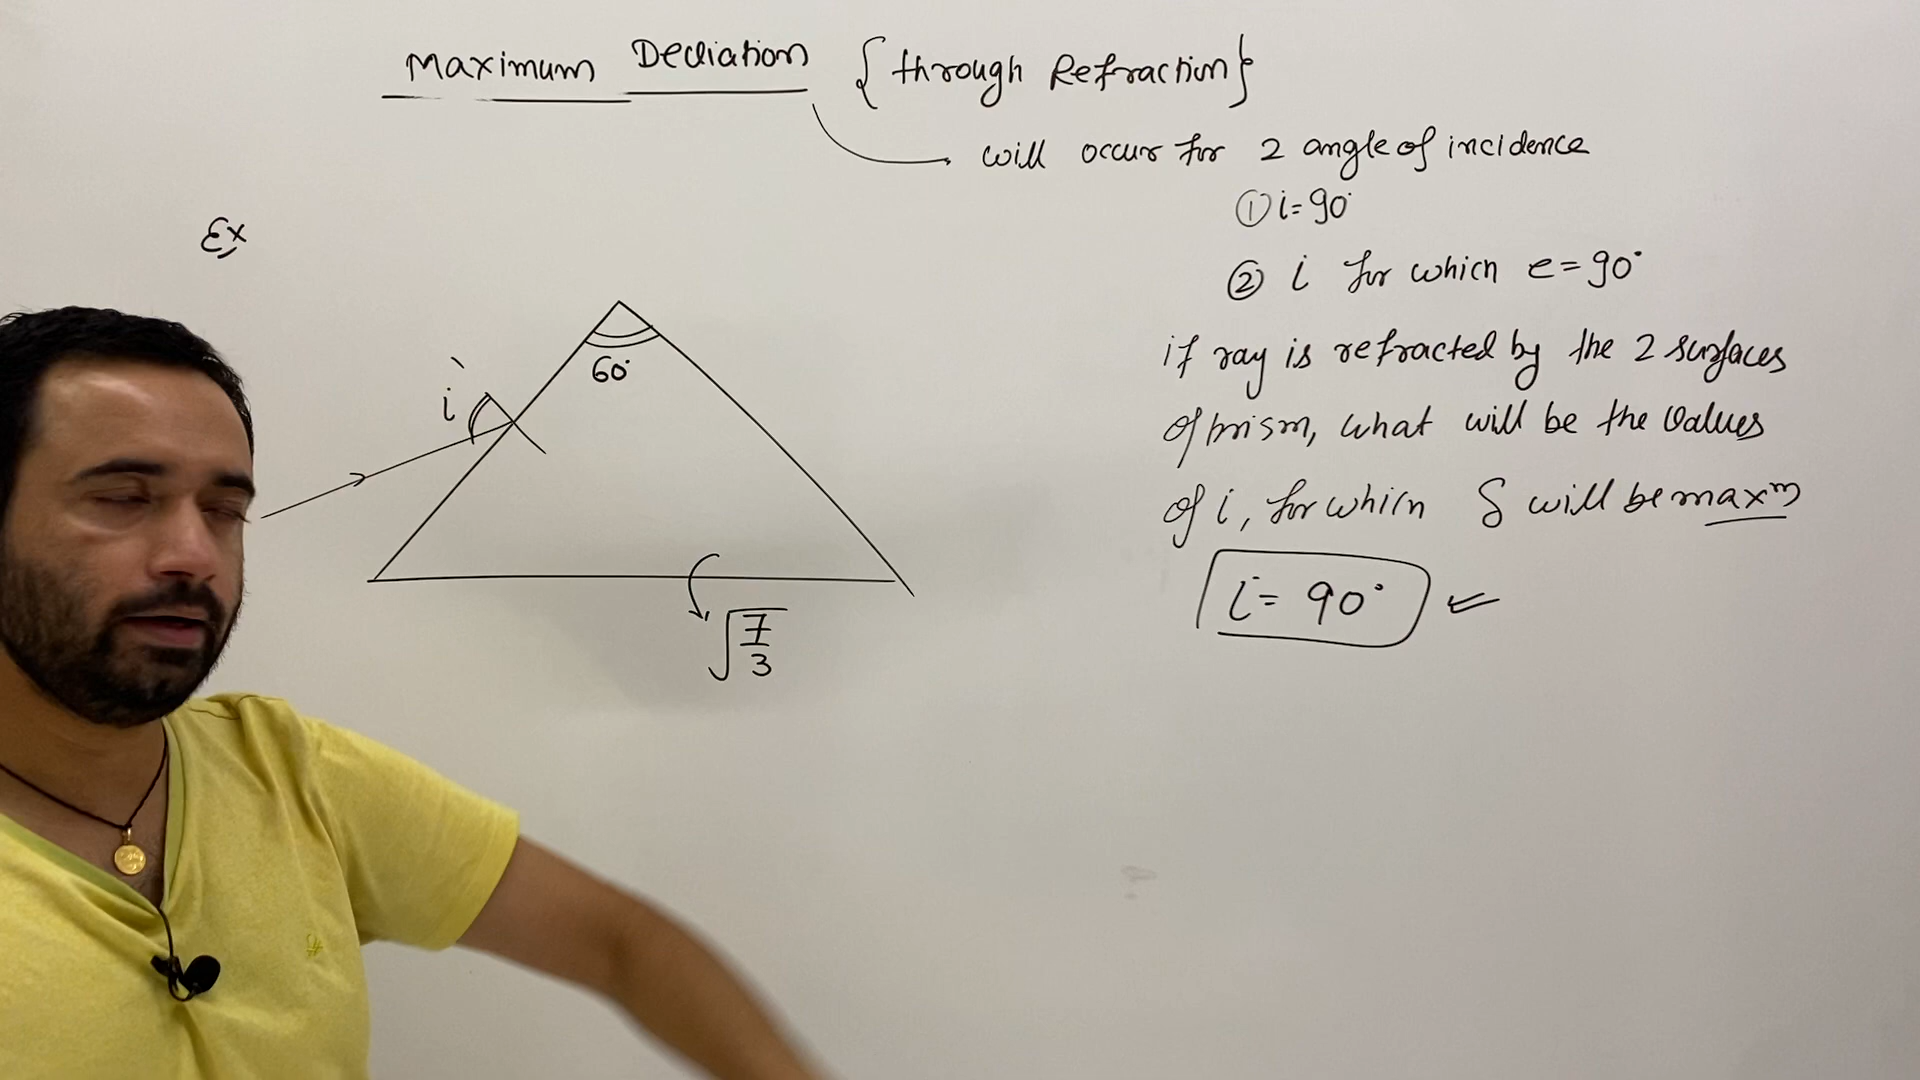 Maximum Deviation {through Refraction}
will occur for 2 angle of incidence
① i = 90°
② i for which e = 90°
Ex
60°
i
√7/3
if ray is refracted by the 2 surfaces
of prism, what will be the values
of i, for which δ will be maxᵐ
i = 90°